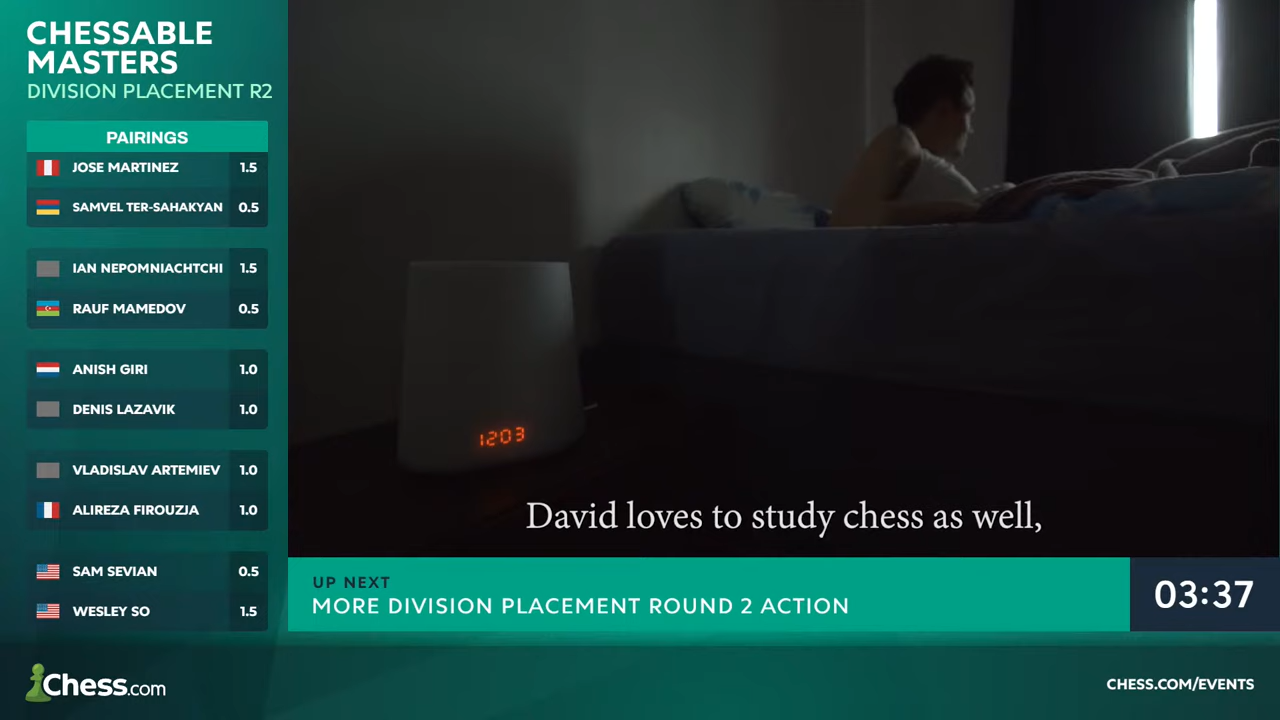 CHESSABLE
MASTERS
DIVISION PLACEMENT R2
PAIRINGS
JOSE MARTINEZ 1.5
SAMVEL TER-SAHAKYAN 0.5
IAN NEPOMNIACHTCHI 1.5
RAUF MAMEDOV 0.5
ANISH GIRI 1.0
DENIS LAZAVIK 1.0
VLADISLAV ARTEMIEV 1.0
ALIREZA FIROUZJA 1.0
SAM SEVIAN 0.5
WESLEY SO 1.5
Chess.com
1203
David loves to study chess as well,
UP NEXT
MORE DIVISION PLACEMENT ROUND 2 ACTION
03:37
CHESS.COM/EVENTS